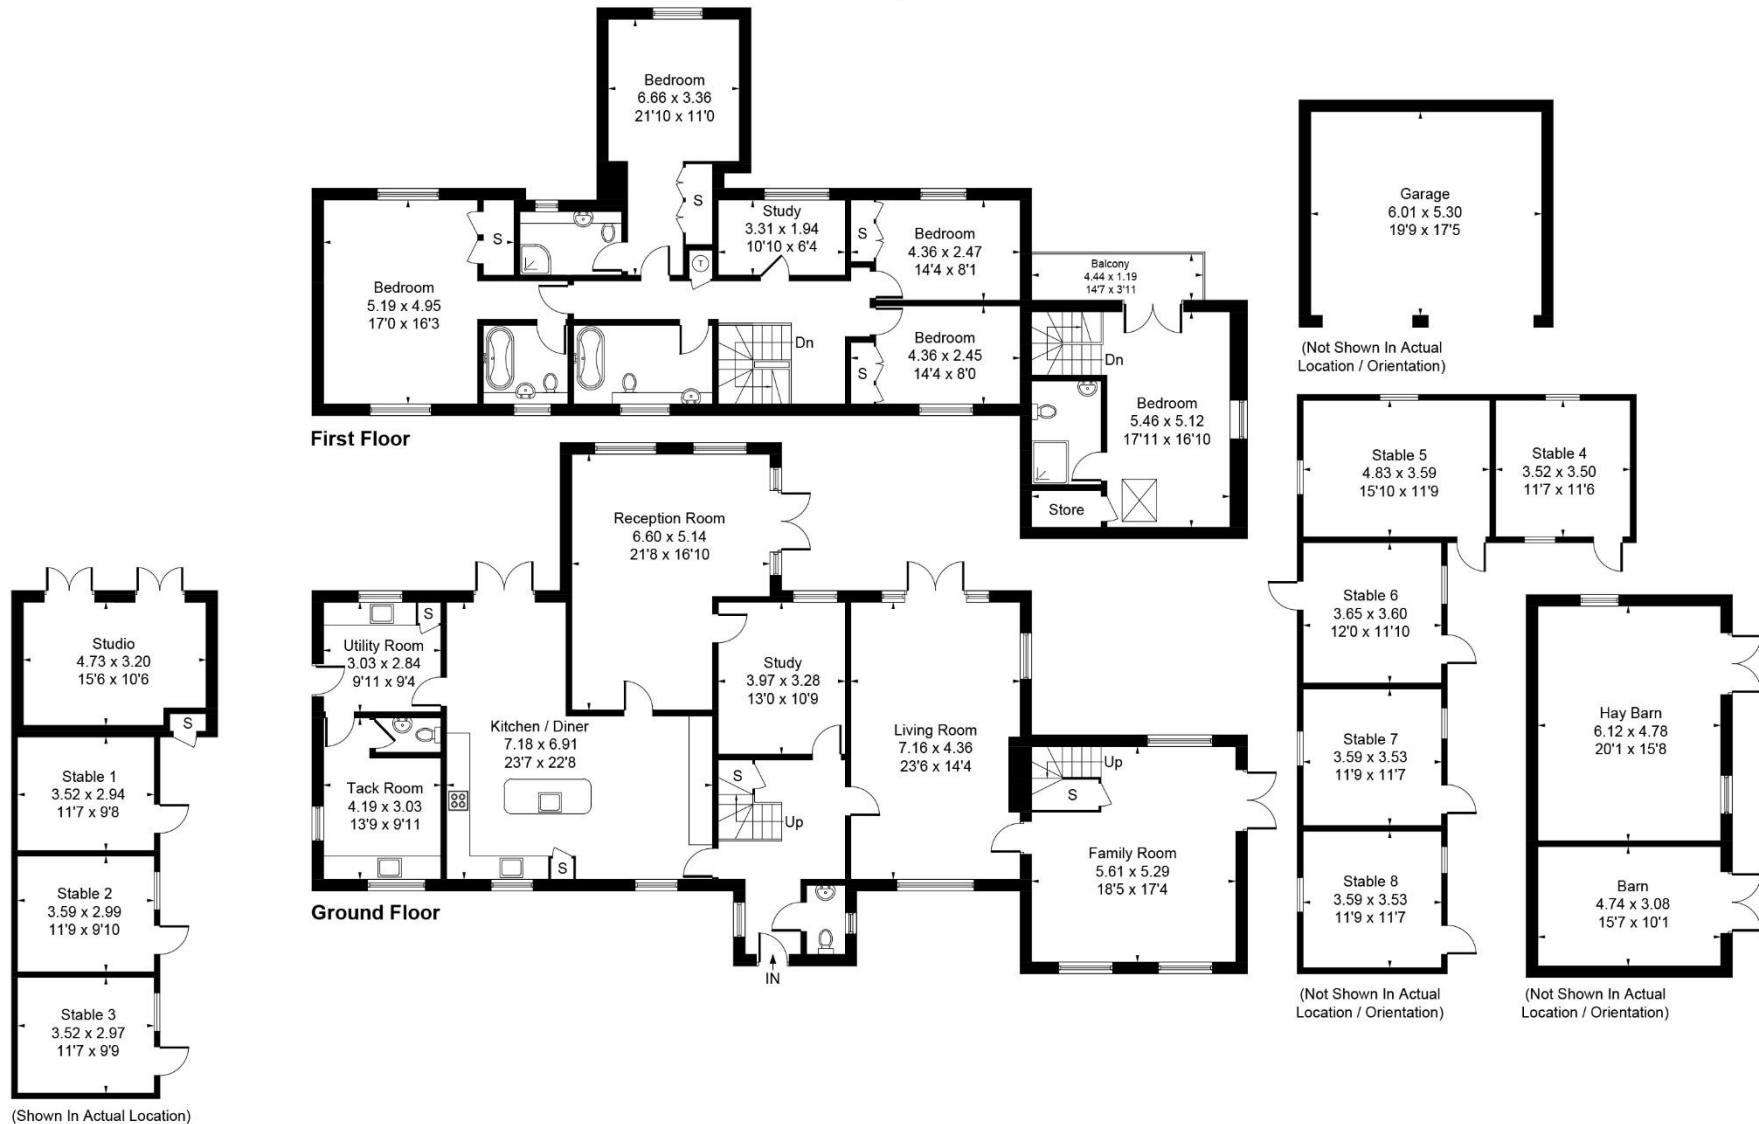 Bedroom
6.66 x 3.36
21'10 x 11'0
S
Bedroom
5.19 x 4.95
17'0 x 16'3
S
T
Study
3.31 x 1.94
10'10 x 6'4
S
Bedroom
4.36 x 2.47
14'4 x 8'1
Balcony
4.44 x 1.19
14'7 x 3'11
Dn
S
Bedroom
4.36 x 2.45
14'4 x 8'0
Dn
Bedroom
5.46 x 5.12
17'11 x 16'10
Store
First Floor
Garage
6.01 x 5.30
19'9 x 17'5
(Not Shown In Actual
Location / Orientation)
Reception Room
6.60 x 5.14
21'8 x 16'10
Utility Room
3.03 x 2.84
9'11 x 9'4
S
Study
3.97 x 3.28
13'0 x 10'9
Kitchen / Diner
7.18 x 6.91
23'7 x 22'8
Living Room
7.16 x 4.36
23'6 x 14'4
Tack Room
4.19 x 3.03
13'9 x 9'11
S
S
Up
Up
S
Family Room
5.61 x 5.29
18'5 x 17'4
IN
Ground Floor
Studio
4.73 x 3.20
15'6 x 10'6
S
Stable 1
3.52 x 2.94
11'7 x 9'8
Stable 2
3.59 x 2.99
11'9 x 9'10
Stable 3
3.52 x 2.97
11'7 x 9'9
(Shown In Actual Location)
Stable 5
4.83 x 3.59
15'10 x 11'9
Stable 4
3.52 x 3.50
11'7 x 11'6
Stable 6
3.65 x 3.60
12'0 x 11'10
Stable 7
3.59 x 3.53
11'9 x 11'7
Stable 8
3.59 x 3.53
11'9 x 11'7
(Not Shown In Actual
Location / Orientation)
Hay Barn
6.12 x 4.78
20'1 x 15'8
Barn
4.74 x 3.08
15'7 x 10'1
(Not Shown In Actual
Location / Orientation)